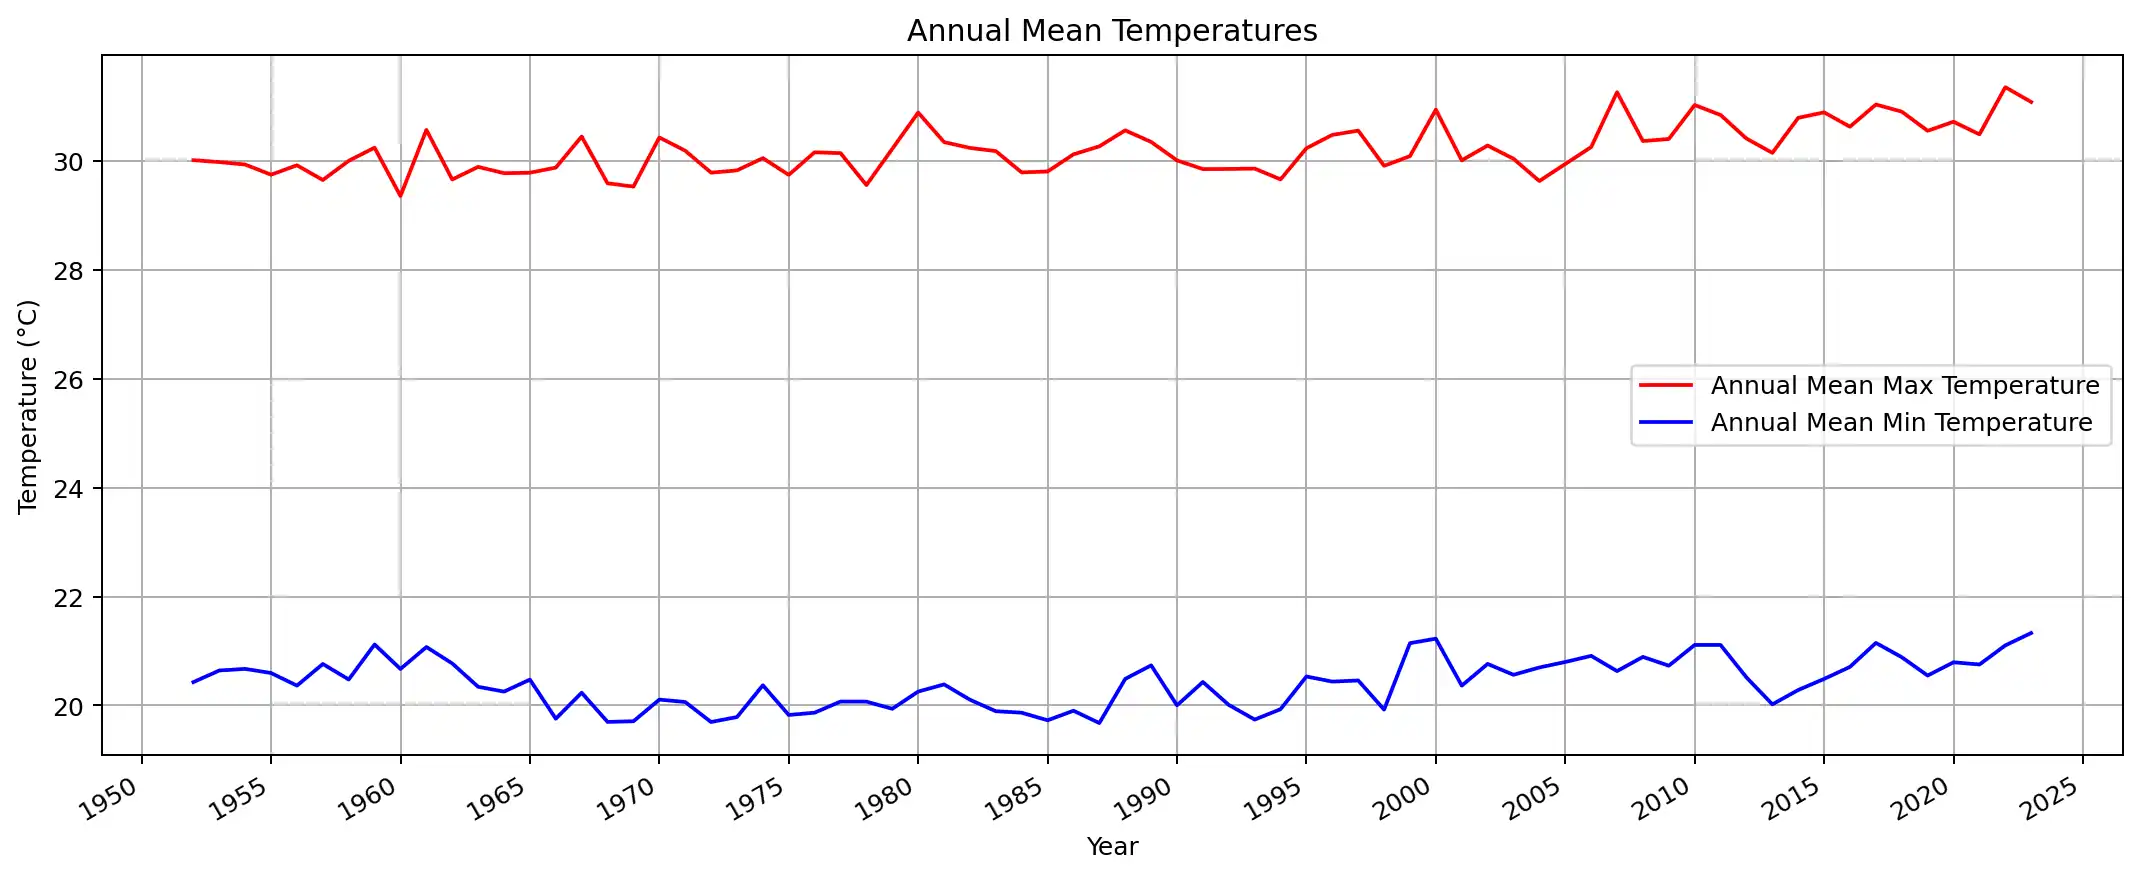 Annual Mean Temperatures
Temperature (°C)
30
28
26
24
22
20
Annual Mean Max Temperature
Annual Mean Min Temperature
1950 1955 1960 1965 1970 1975 1980 1985 1990 1995 2000 2005 2010 2015 2020 2025
Year